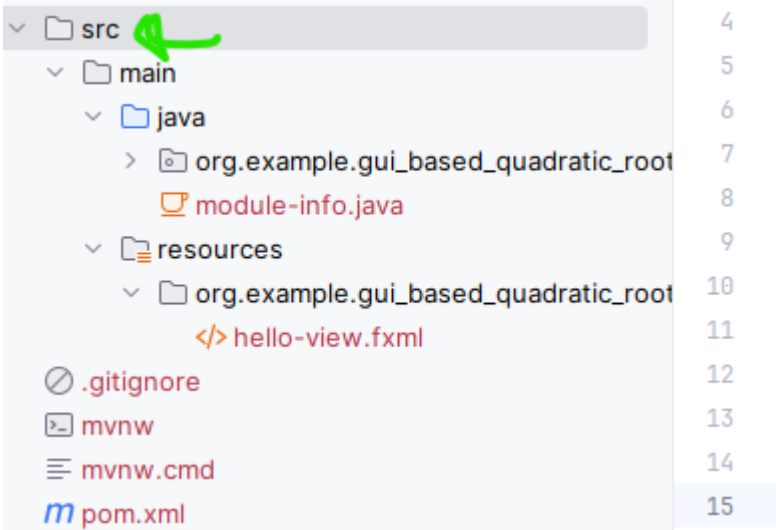 src
4
main
5
java
6
org.example.gui_based_quadratic_root
7
module-info.java
8
resources
9
org.example.gui_based_quadratic_root
10
hello-view.fxml
11
.gitignore
12
mvnw
13
mvnw.cmd
14
m pom.xml
15